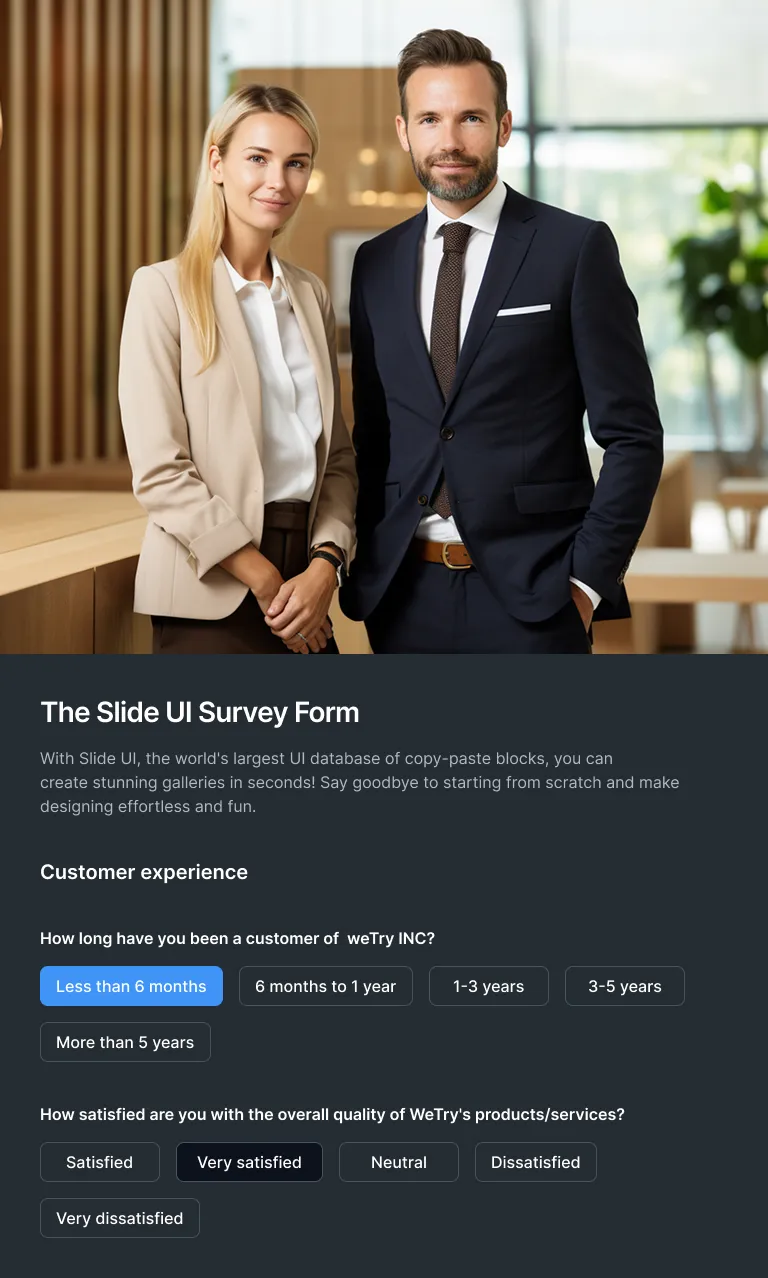 The Slide UI Survey Form
With Slide UI, the world's largest UI database of copy-paste blocks, you can
create stunning galleries in seconds! Say goodbye to starting from scratch and make
designing effortless and fun.
Customer experience
How long have you been a customer of  weTry INC?
Less than 6 months
6 months to 1 year
1-3 years
3-5 years
More than 5 years
How satisfied are you with the overall quality of WeTry's products/services?
Satisfied
Very satisfied
Neutral
Dissatisfied
Very dissatisfied